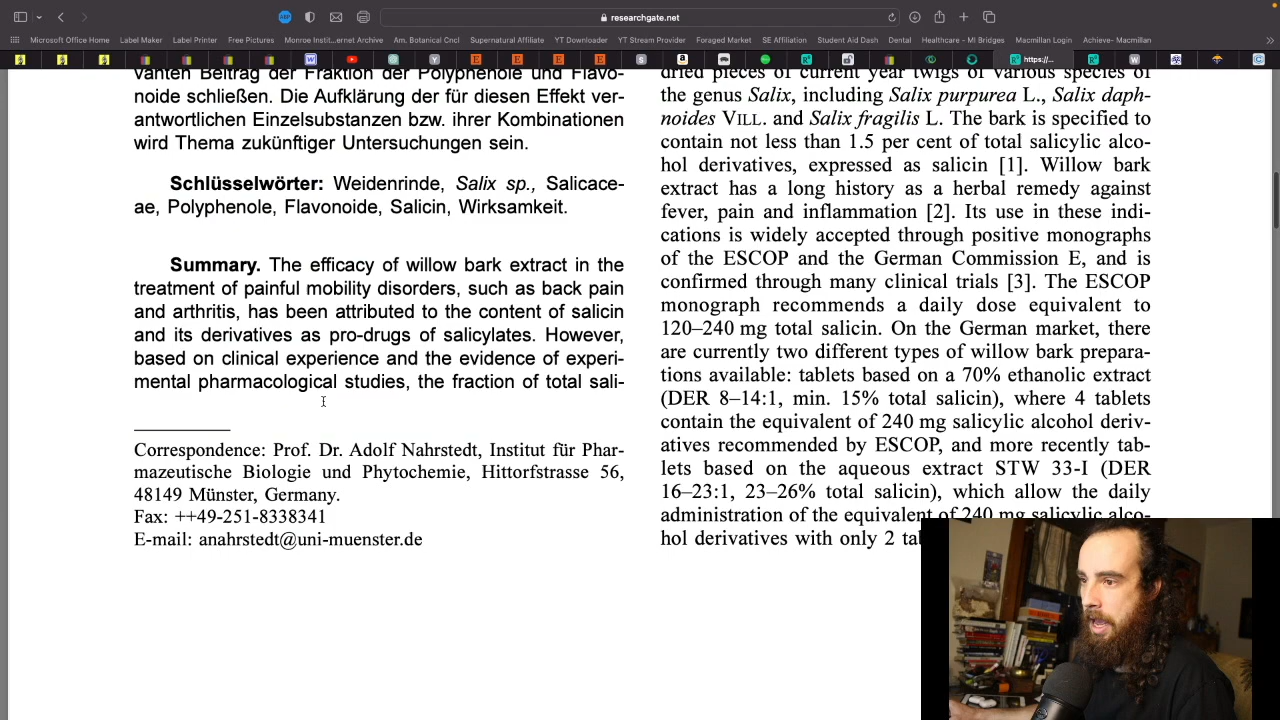 researchgate.net
Microsoft Office Home
Label Maker
Label Printer
Free Pictures
Monroe Instit...ernet Archive
Am. Botanical Concl
Supernatural Affiliate
YT Downloader
YT Stream Provider
Foraged Market
SE Affiliation
Student Aid Dash
Dental
Healthcare - MI Bridges
Macmillan Login
Achieve- Macmillan
https://...
vanten Beitrag der Fraktion der Polyphenole und Flavo-
noide schließen. Die Aufklärung der für diesen Effekt ver-
antwortlichen Einzelsubstanzen bzw. ihrer Kombinationen
wird Thema zukünftiger Untersuchungen sein.
Schlüsselwörter: Weidenrinde, Salix sp., Salicace-
ae, Polyphenole, Flavonoide, Salicin, Wirksamkeit.
Summary. The efficacy of willow bark extract in the
treatment of painful mobility disorders, such as back pain
and arthritis, has been attributed to the content of salicin
and its derivatives as pro-drugs of salicylates. However,
based on clinical experience and the evidence of experi-
mental pharmacological studies, the fraction of total sali-
Correspondence: Prof. Dr. Adolf Nahrstedt, Institut für Phar-
mazeutische Biologie und Phytochemie, Hittorfstrasse 56,
48149 Münster, Germany.
Fax: ++49-251-8338341
E-mail: anahrstedt@uni-muenster.de
dried pieces of current year twigs of various species of
the genus Salix, including Salix purpurea L., Salix daph-
noides VILL. and Salix fragilis L. The bark is specified to
contain not less than 1.5 per cent of total salicylic alco-
hol derivatives, expressed as salicin [1]. Willow bark
extract has a long history as a herbal remedy against
fever, pain and inflammation [2]. Its use in these indi-
cations is widely accepted through positive monographs
of the ESCOP and the German Commission E, and is
confirmed through many clinical trials [3]. The ESCOP
monograph recommends a daily dose equivalent to
120–240 mg total salicin. On the German market, there
are currently two different types of willow bark prepara-
tions available: tablets based on a 70% ethanolic extract
(DER 8–14:1, min. 15% total salicin), where 4 tablets
contain the equivalent of 240 mg salicylic alcohol deriv-
atives recommended by ESCOP, and more recently tab-
lets based on the aqueous extract STW 33-I (DER
16–23:1, 23–26% total salicin), which allow the daily
administration of the equivalent of 240 mg salicylic alco-
hol derivatives with only 2